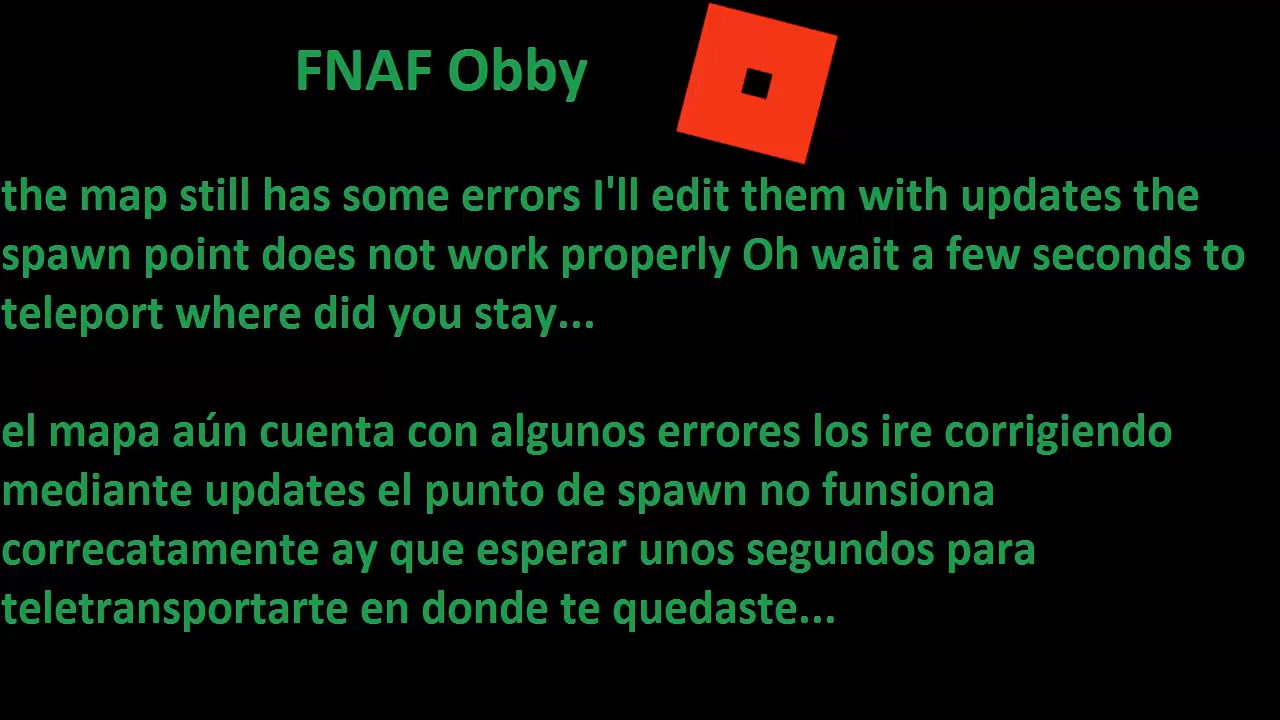 FNAF Obby
the map still has some errors I'll edit them with updates the
spawn point does not work properly Oh wait a few seconds to
teleport where did you stay...
el mapa aún cuenta con algunos errores los ire corrigiendo
mediante updates el punto de spawn no funsiona
correcatamente ay que esperar unos segundos para
teletransportarte en donde te quedaste...